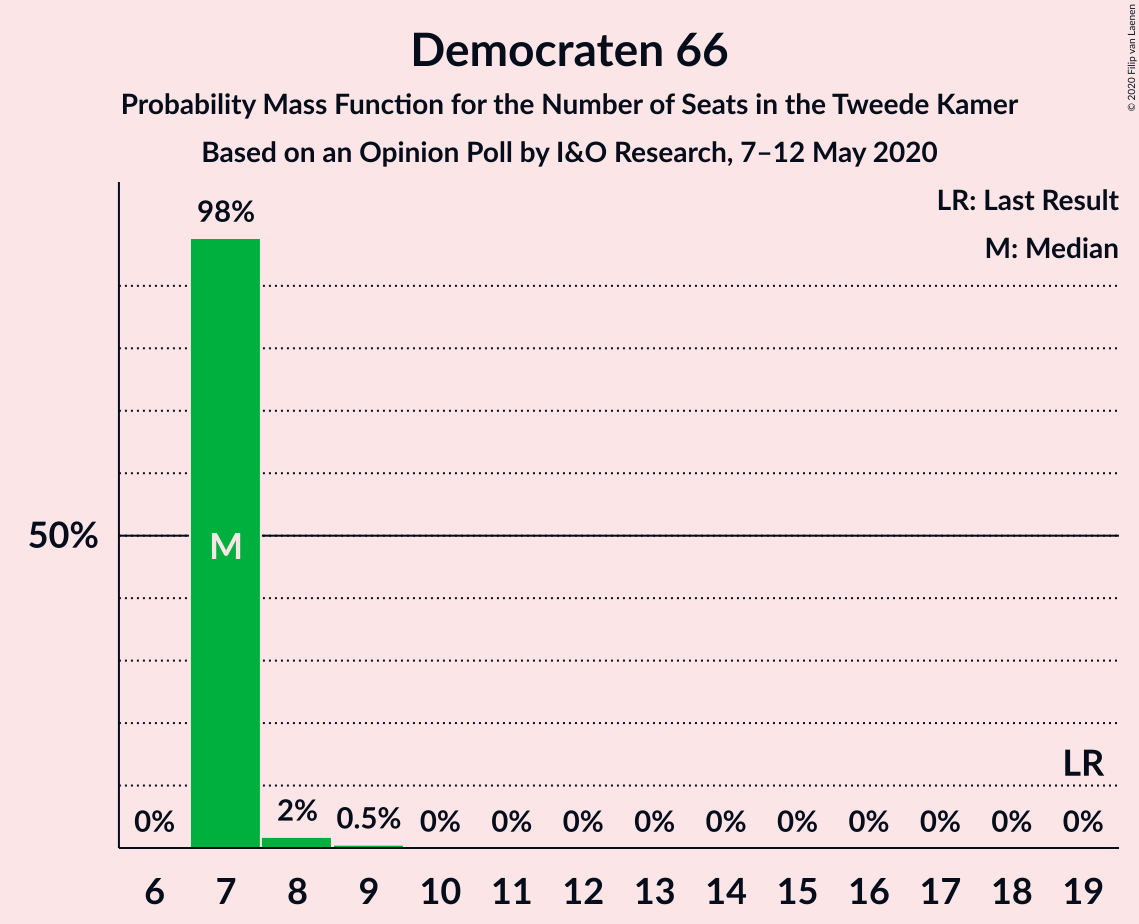 Democraten 66
Probability Mass Function for the Number of Seats in the Tweede Kamer
Based on an Opinion Poll by I&O Research, 7–12 May 2020
© 2020 Filip van Laenen
LR: Last Result
M: Median
98%
50%
M
LR
0% 2% 0.5% 0% 0% 0% 0% 0% 0% 0% 0% 0% 0%
6 7 8 9 10 11 12 13 14 15 16 17 18 19